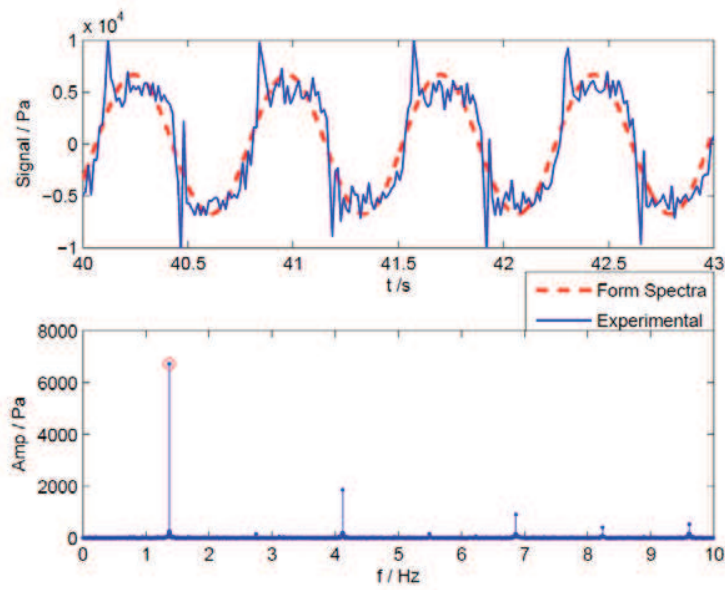 × 10⁴
1
0.5
0
−0.5
−1
Signal / Pa
40 40.5 41 41.5 42 42.5 43
t /s
Form Spectra
Experimental
8000
6000
4000
2000
0
Amp / Pa
0 1 2 3 4 5 6 7 8 9 10
f / Hz